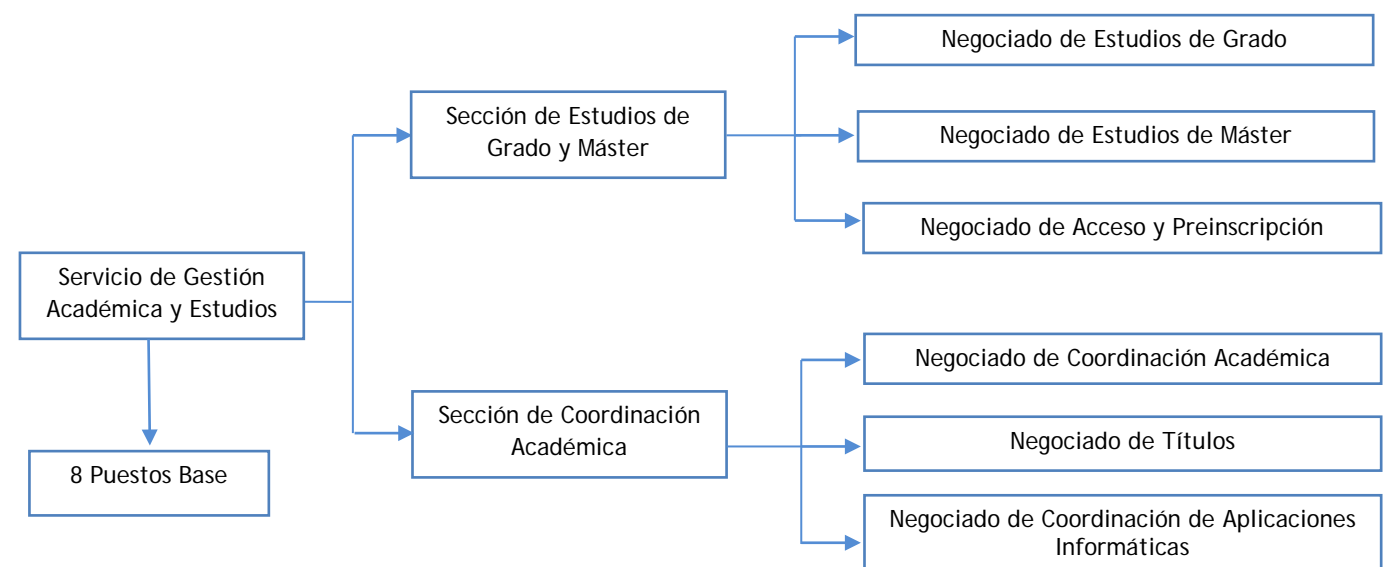 Servicio de Gestión
Académica y Estudios
8 Puestos Base
Sección de Estudios de
Grado y Máster
Negociado de Estudios de Grado
Negociado de Estudios de Máster
Negociado de Acceso y Preinscripción
Sección de Coordinación
Académica
Negociado de Coordinación Académica
Negociado de Títulos
Negociado de Coordinación de Aplicaciones
Informáticas